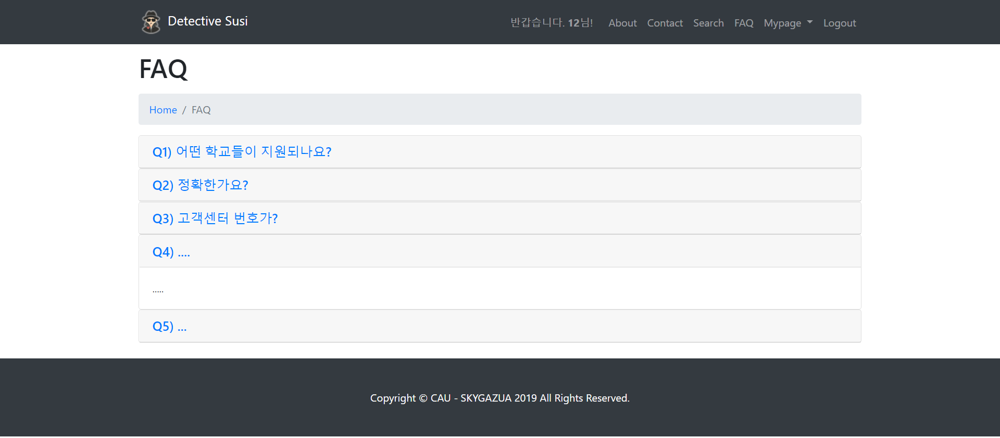 Detective Susi
반갑습니다. 12님! About Contact Search FAQ Mypage Logout
FAQ
Home / FAQ
Q1) 어떤 학교들이 지원되나요?
Q2) 정확한가요?
Q3) 고객센터 번호가?
Q4) ....
.....
Q5) ...
Copyright © CAU - SKYGAZUA 2019 All Rights Reserved.